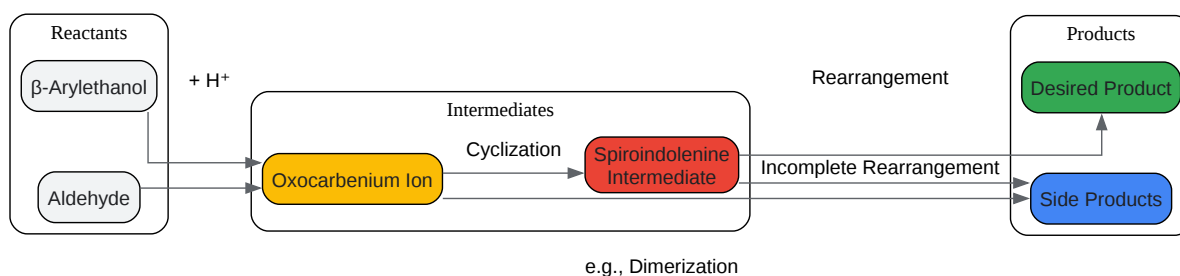 Reactants
β-Arylethanol
Aldehyde
+ H⁺
Intermediates
Oxocarbenium Ion
Cyclization
Spiroindolenine
Intermediate
Rearrangement
Incomplete Rearrangement
e.g., Dimerization
Products
Desired Product
Side Products